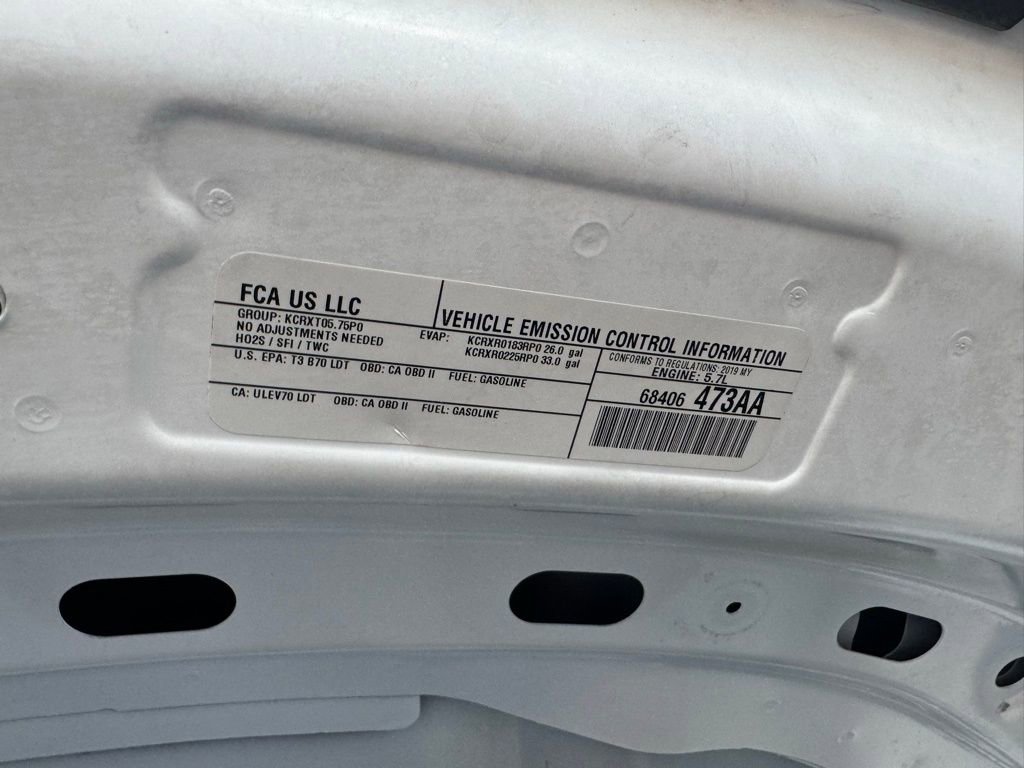 FCA US LLC
VEHICLE EMISSION CONTROL INFORMATION
GROUP: KCRXT05.75P0
NO ADJUSTMENTS NEEDED
HO2S / SFI / TWC
EVAP: KCRXR0183RP0 26.0 gal
KCRXR0225RP0 33.0 gal
U.S. EPA: T3 B70 LDT OBD: CA OBD II FUEL: GASOLINE
CA: ULEV70 LDT OBD: CA OBD II FUEL: GASOLINE
CONFORMS TO REGULATIONS: 2019 MY
ENGINE: 5.7L
68406 473AA